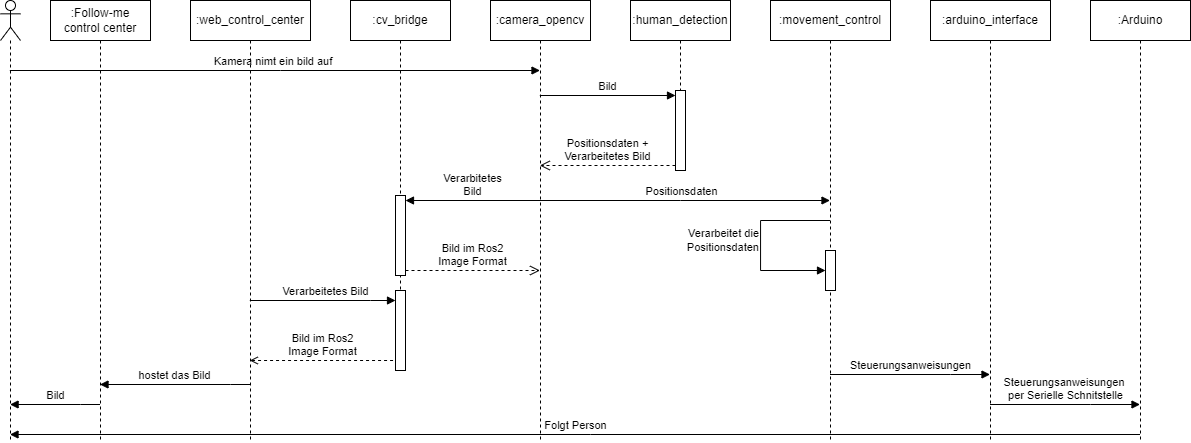 :Follow-me
control center
:web_control_center
:cv_bridge
:camera_opencv
:human_detection
:movement_control
:arduino_interface
:Arduino
Kamera nimt ein bild auf
Bild
Positionsdaten +
Verarbeitetes Bild
Verarbitetes
Bild
Positionsdaten
Verarbeitet die
Positionsdaten
Bild im Ros2
Image Format
Verarbeitetes Bild
Bild im Ros2
Image Format
Steuerungsanweisungen
hostet das Bild
Steuerungsanweisungen
per Serielle Schnitstelle
Bild
Folgt Person